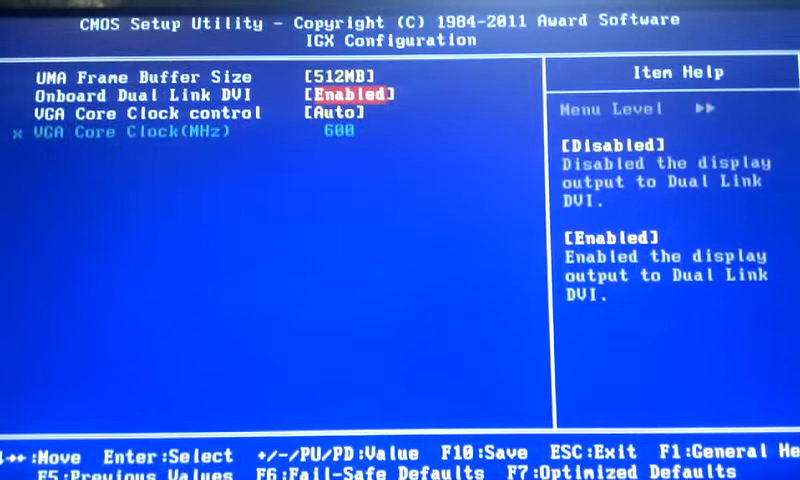 CMOS Setup Utility - Copyright (C) 1984-2011 Award Software
IGX Configuration
UMA Frame Buffer Size [512MB]
Onboard Dual Link DVI [Enabled]
VGA Core Clock control [Auto]
x VGA Core Clock(MHz) 600
Item Help
Menu Level ►►
[Disabled]
Disabled the display
output to Dual Link
DVI.
[Enabled]
Enabled the display
output to Dual Link
DVI.
:Move Enter:Select +/-/PU/PD:Value F10:Save ESC:Exit F1:General He
F5:Previous Values F6:Fail-Safe Defaults F7:Optimized Defaults